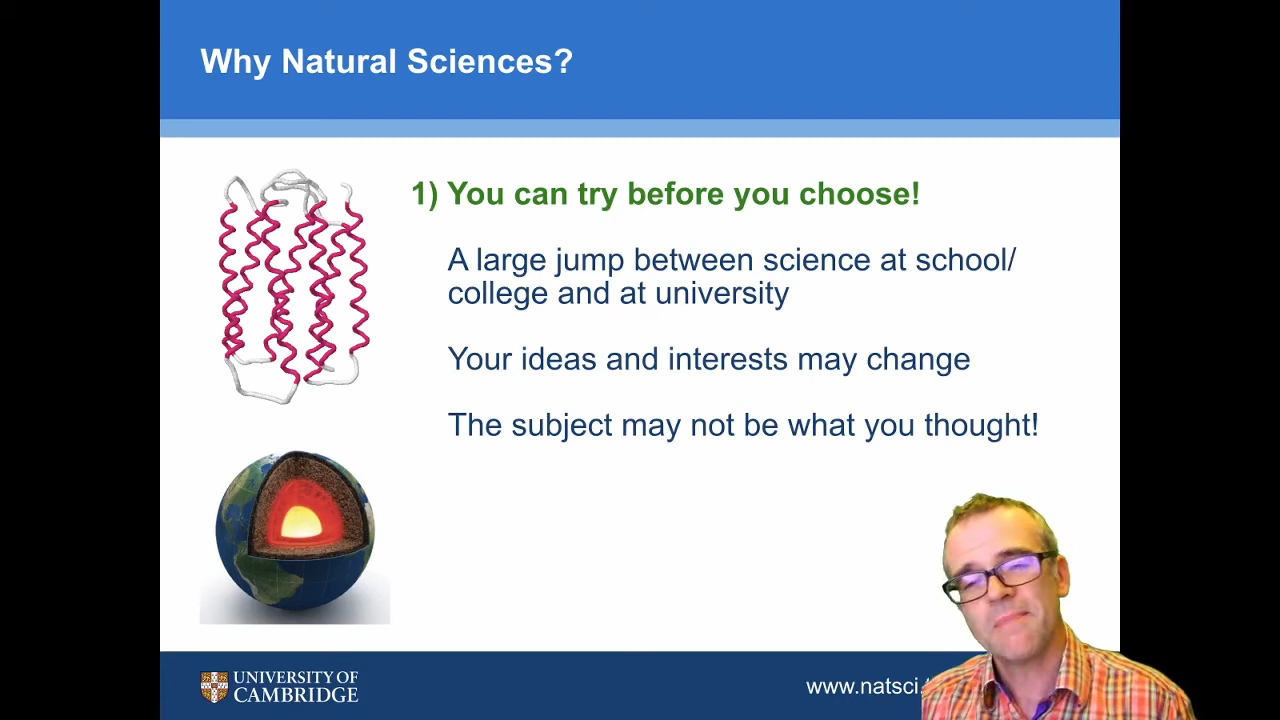 Why Natural Sciences?
1) You can try before you choose!
A large jump between science at school/
college and at university
Your ideas and interests may change
The subject may not be what you thought!
UNIVERSITY OF
CAMBRIDGE
www.natsci.